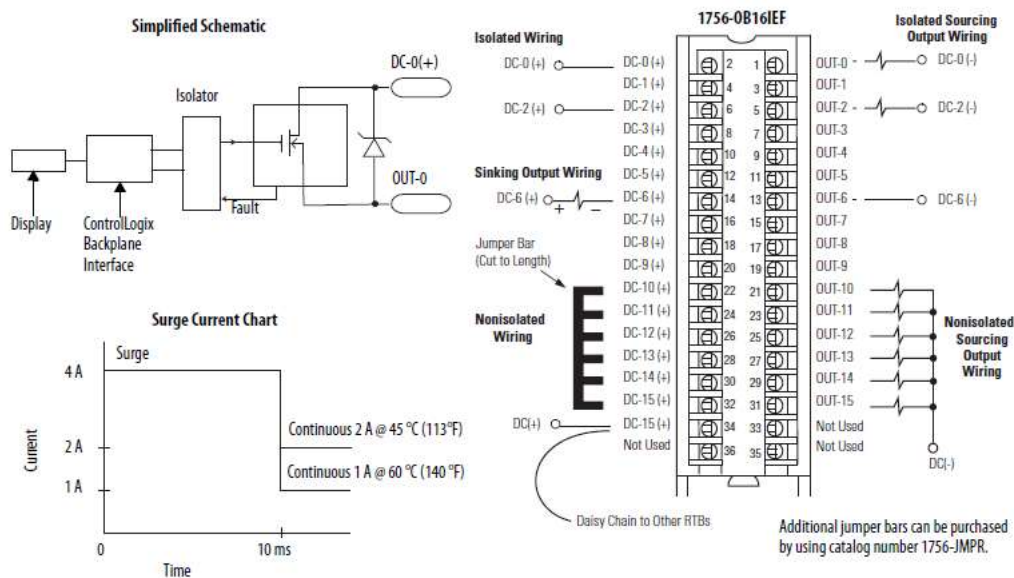 Simplified Schematic
DC-0(+)
Isolator
OUT-0
Fault
Display
ControlLogix
Backplane
Interface
Surge Current Chart
Surge
4 A
2 A
1 A
Current
Continuous 2 A @ 45 °C (113°F)
Continuous 1 A @ 60 °C (140 °F)
0
10 ms
Time
1756-OB16IEF
Isolated Wiring
Isolated Sourcing
Output Wiring
DC-0 (+) DC-0 (+) 2 1 OUT-0 DC-0 (-)
DC-1 (+) 4 3 OUT-1
DC-2 (+) DC-2 (+) 6 5 OUT-2 DC-2 (-)
DC-3 (+) 8 7 OUT-3
DC-4 (+) 10 9 OUT-4
Sinking Output Wiring
DC-5 (+) 12 11 OUT-5
DC-6 (+) + – DC-6 (+) 14 13 OUT-6 DC-6 (-)
DC-7 (+) 16 15 OUT-7
Jumper Bar
(Cut to Length)
DC-8 (+) 18 17 OUT-8
DC-9 (+) 20 19 OUT-9
DC-10 (+) 22 21 OUT-10
Nonisolated
Wiring
DC-11 (+) 24 23 OUT-11
DC-12 (+) 26 25 OUT-12
DC-13 (+) 28 27 OUT-13
DC-14 (+) 30 29 OUT-14
DC-15 (+) 32 31 OUT-15
Nonisolated
Sourcing
Output
Wiring
DC(+) DC-15 (+) 34 33 Not Used
Not Used 36 35 Not Used
DC(-)
Daisy Chain to Other RTBs
Additional jumper bars can be purchased
by using catalog number 1756-JMPR.